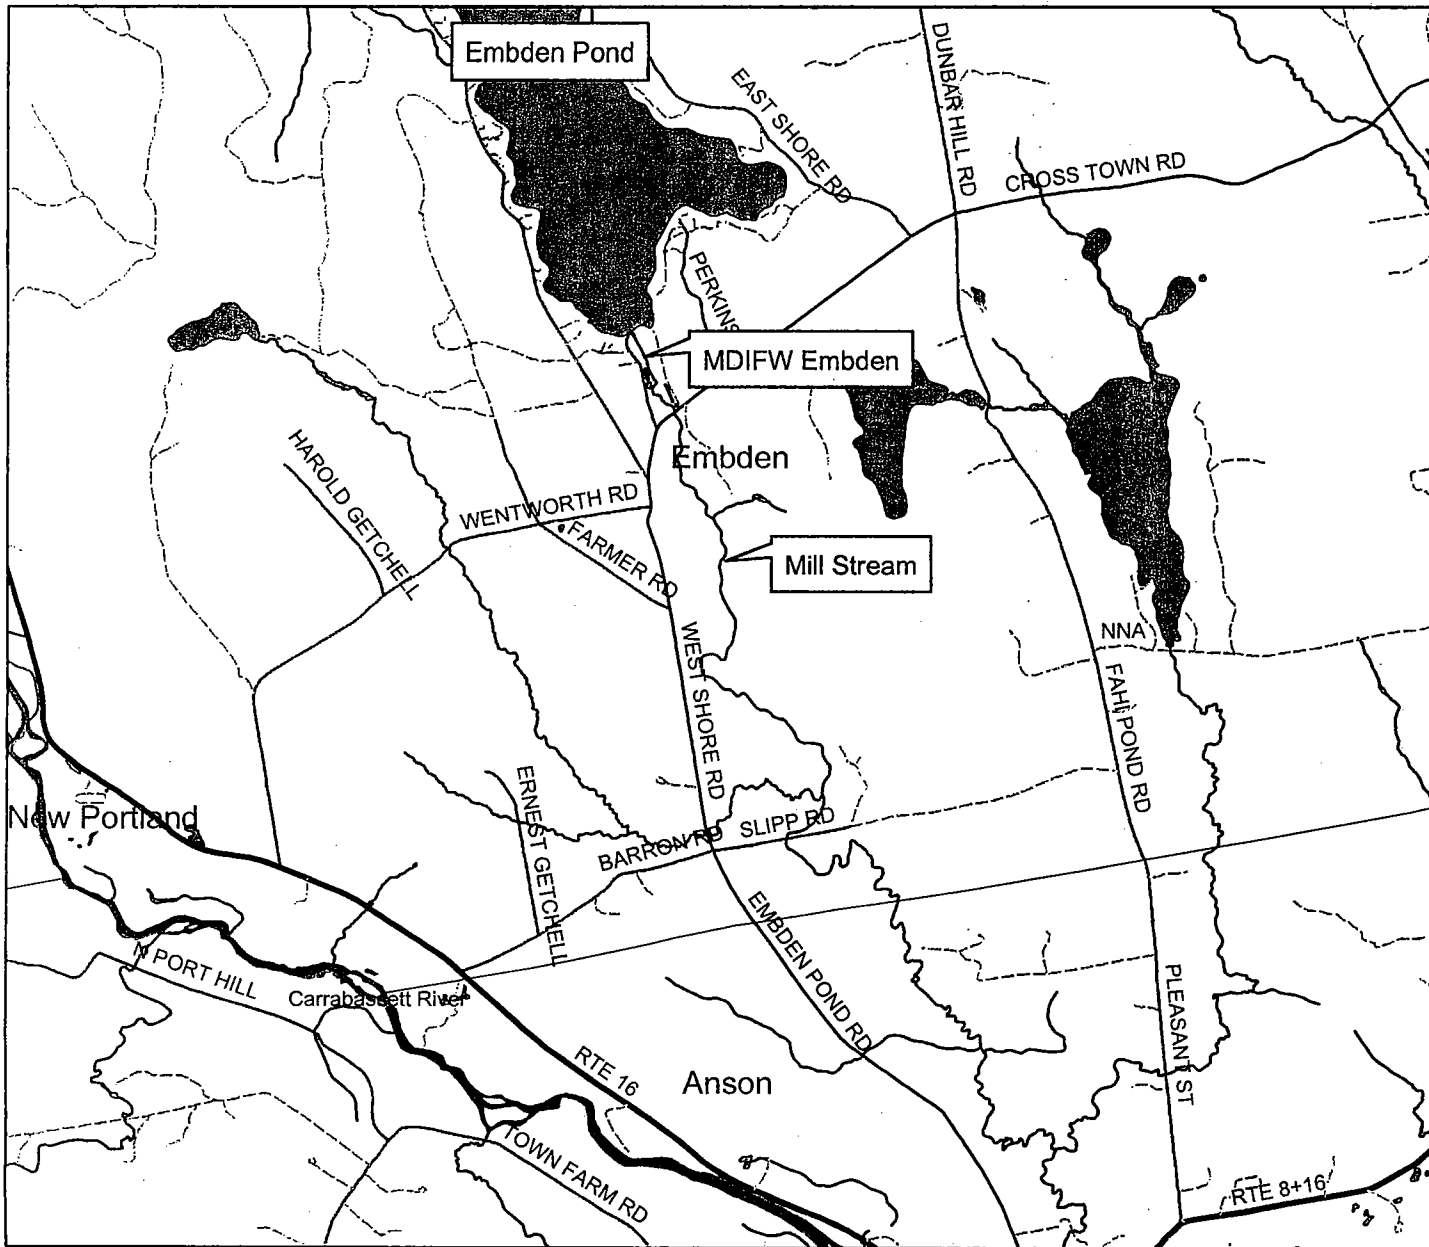 Embden Pond
DUNBAR HILL RD
EAST SHORE RD
CROSS TOWN RD
PERKINS
MDIFW Embden
HAROLD GETCHELL
Embden
WENTWORTH RD
FARMER RD
Mill Stream
NNA
WEST SHORE RD
FAHI POND RD
New Portland
ERNEST GETCHELL
BARRON RD
SLIPP RD
EMBDEN POND RD
N PORT HILL
Carrabassett River
PLEASANT ST
RTE 16
Anson
TOWN FARM RD
RTE 8+16